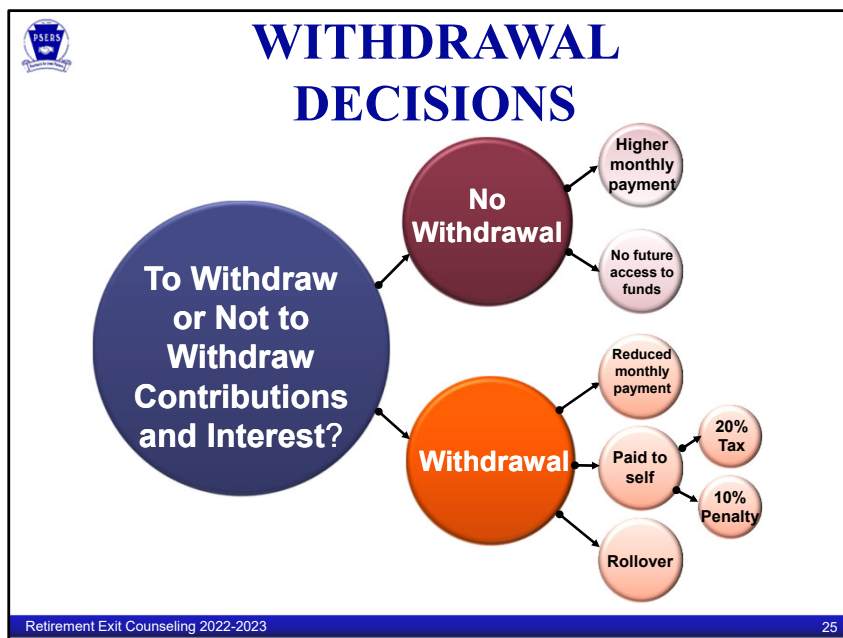 PSERS
WITHDRAWAL
DECISIONS
To Withdraw
or Not to
Withdraw
Contributions
and Interest?
No
Withdrawal
Higher
monthly
payment
No future
access to
funds
Withdrawal
Reduced
monthly
payment
Paid to
self
20%
Tax
10%
Penalty
Rollover
Retirement Exit Counseling 2022-2023
25